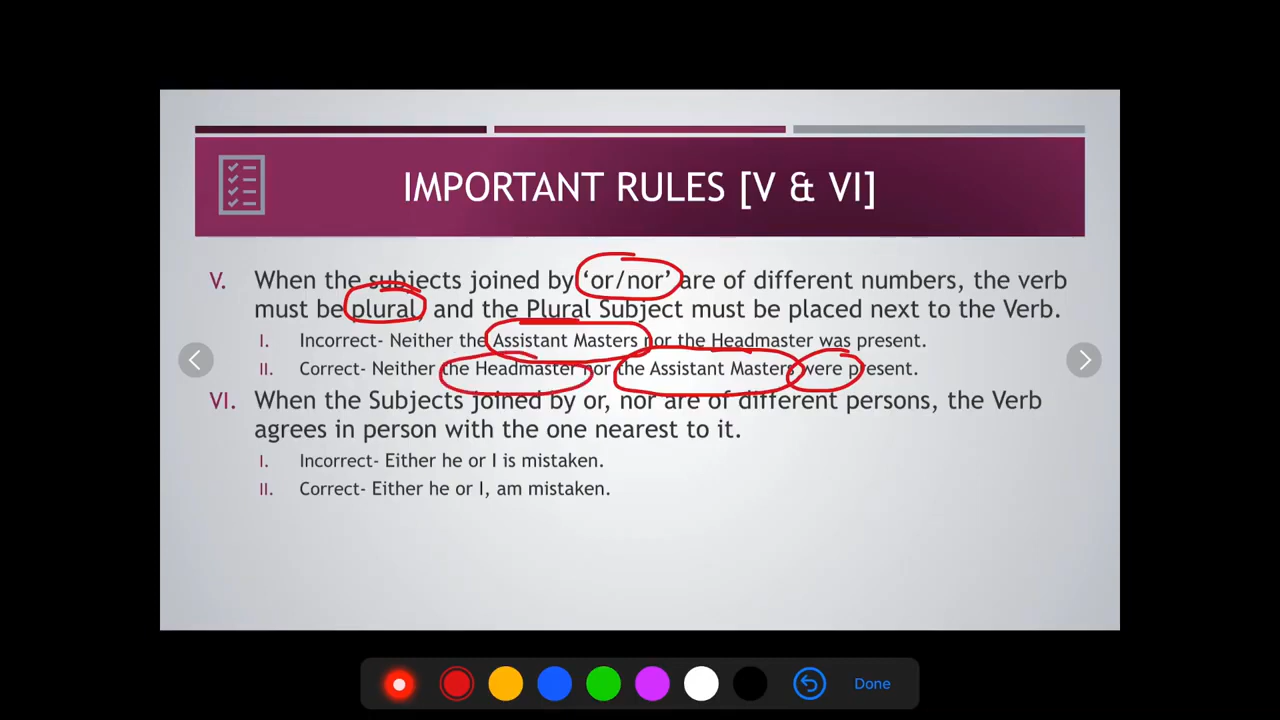 IMPORTANT RULES [V & VI]
V. When the subjects joined by ‘or/nor’ are of different numbers, the verb
must be plural, and the Plural Subject must be placed next to the Verb.
I. Incorrect- Neither the Assistant Masters nor the Headmaster was present.
II. Correct- Neither the Headmaster nor the Assistant Masters were present.
VI. When the Subjects joined by or, nor are of different persons, the Verb
agrees in person with the one nearest to it.
I. Incorrect- Either he or I is mistaken.
II. Correct- Either he or I, am mistaken.
Done